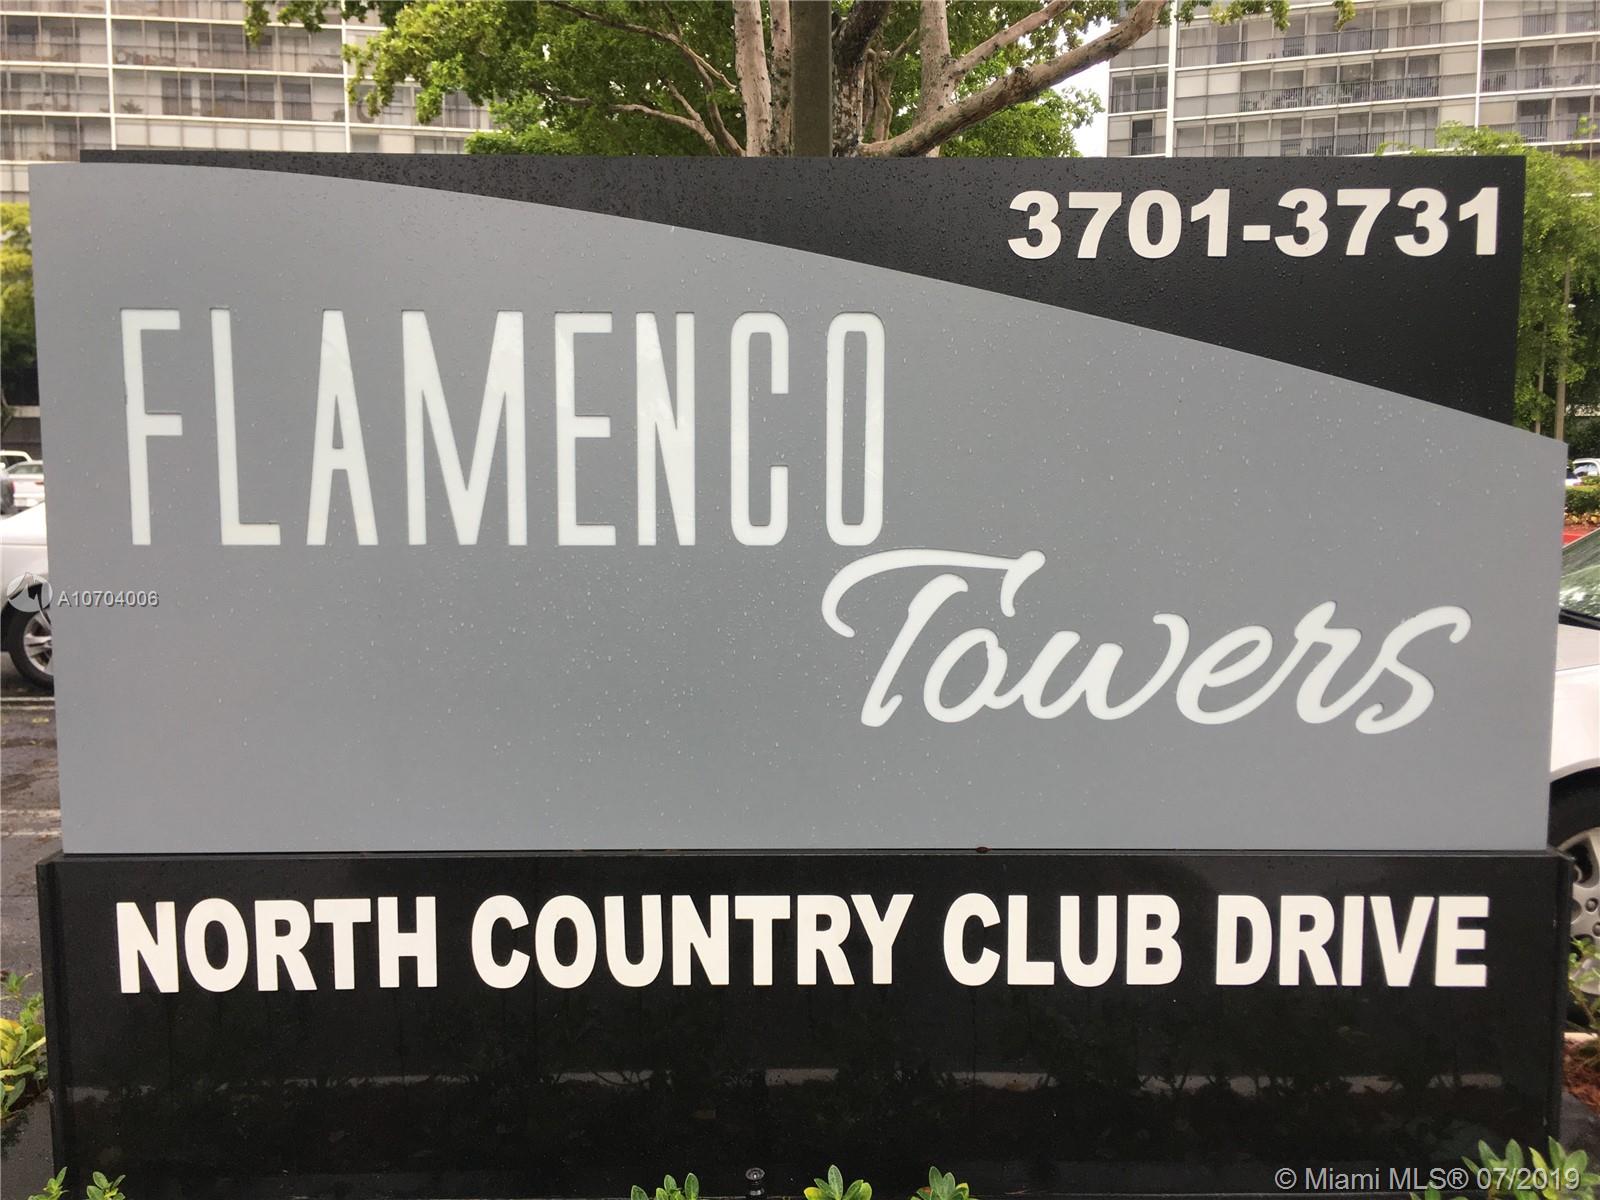 3701-3731
FLAMENCO
Towers
A10704006
NORTH COUNTRY CLUB DRIVE
© Miami MLS® 07/2019